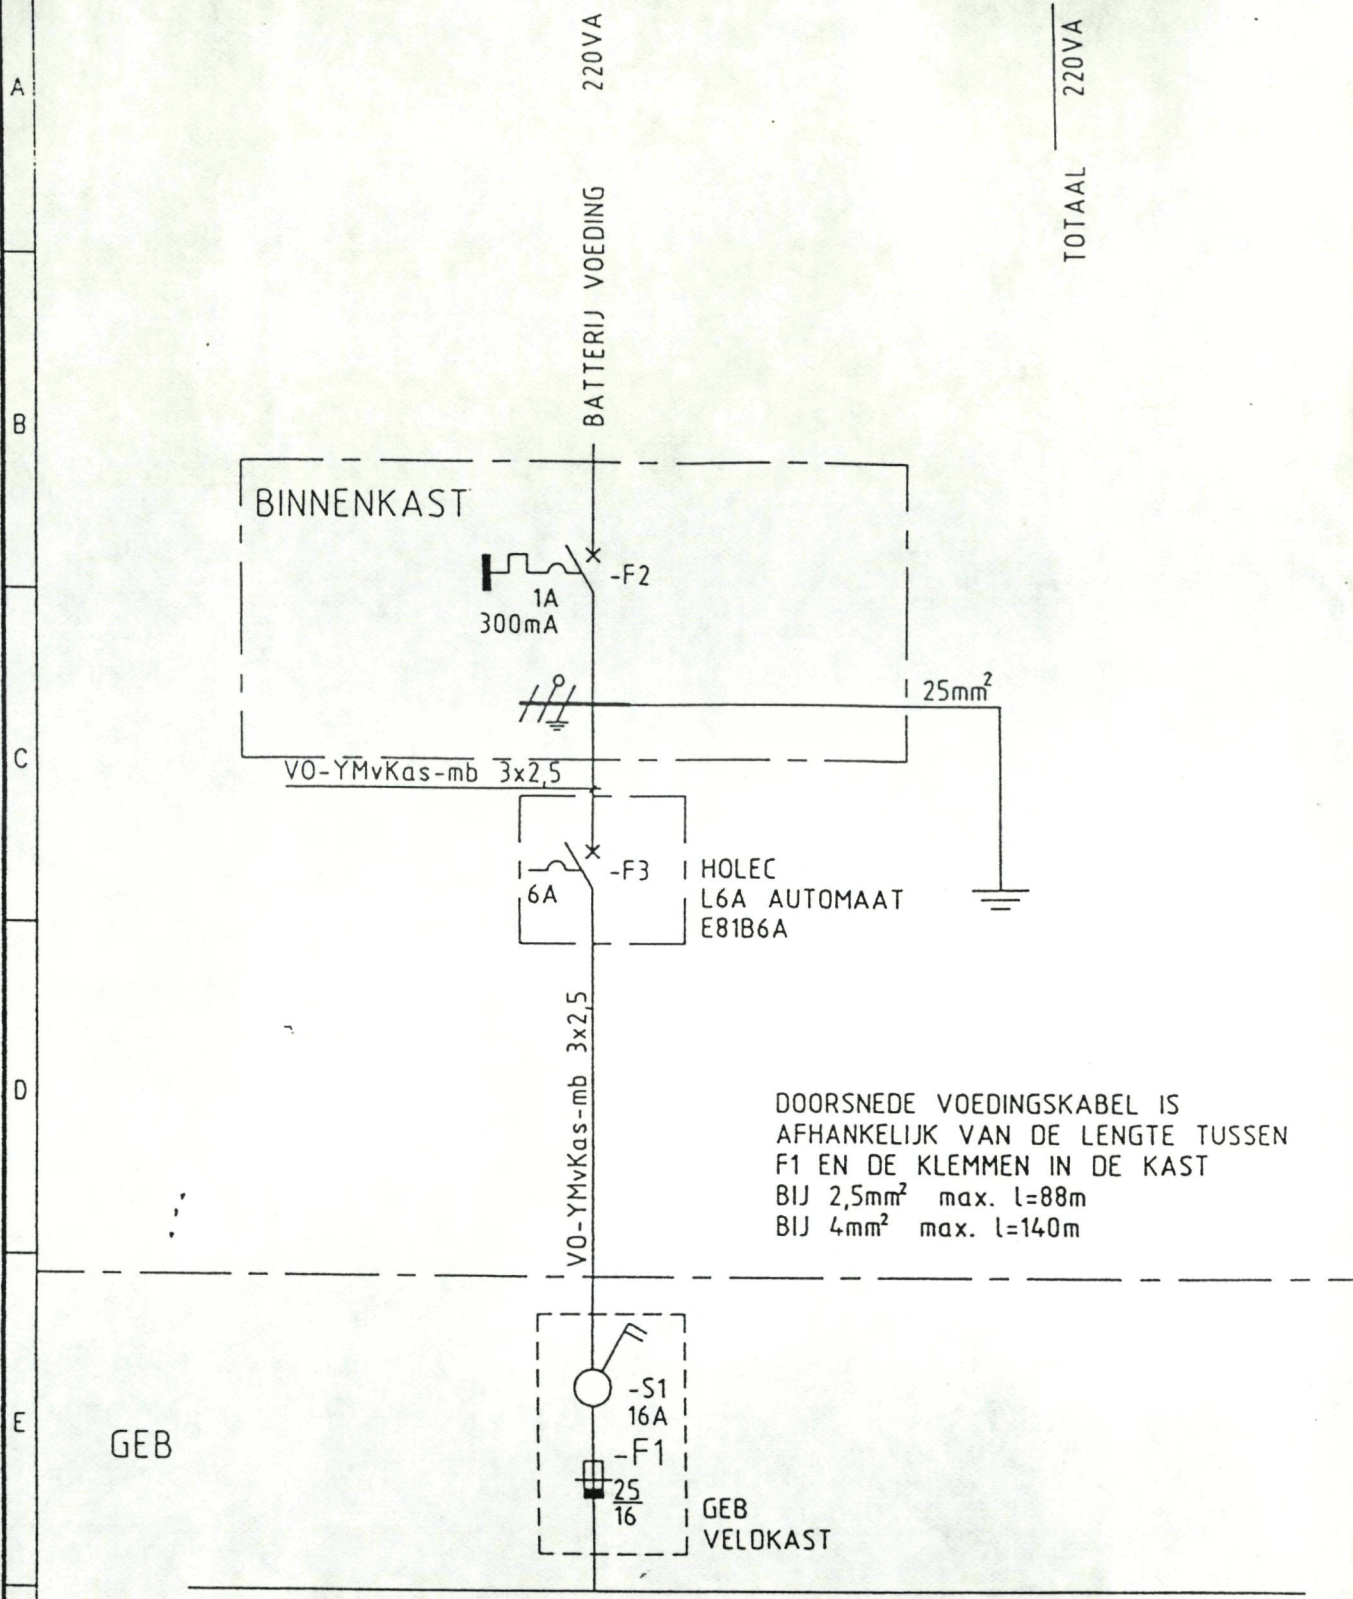 A
BATTERIJ VOEDING 220VA
TOTAAL 220VA
B
BINNENKAST
-F2
1A
300mA
25mm²
C
VO-YMvKas-mb 3x2,5
-F3
6A
HOLEC
L6A AUTOMAAT
E81B6A
VO-YMvKas-mb 3x2,5
D
DOORSNEDE VOEDINGSKABEL IS
AFHANKELIJK VAN DE LENGTE TUSSEN
F1 EN DE KLEMMEN IN DE KAST
BIJ 2,5mm² max. l=88m
BIJ 4mm² max. l=140m
E
GEB
-S1
16A
-F1
25
16
GEB
VELDKAST